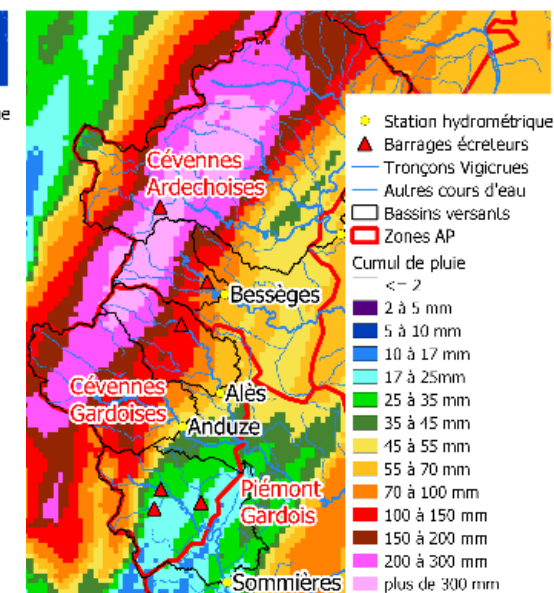 ue
Station hydrométrique
Barrages écreteurs
Tronçons Vigicrues
Autres cours d'eau
Bassins versants
Zones AP
Cumul de pluie
<= 2
2 à 5 mm
5 à 10 mm
10 à 17 mm
17 à 25mm
25 à 35 mm
35 à 45 mm
45 à 55 mm
55 à 70 mm
70 à 100 mm
100 à 150 mm
150 à 200 mm
200 à 300 mm
plus de 300 mm
Cévennes
Ardechoises
Bessèges
Cévennes
Gardoises
Alès
Anduze
Piémont
Gardois
Sommières